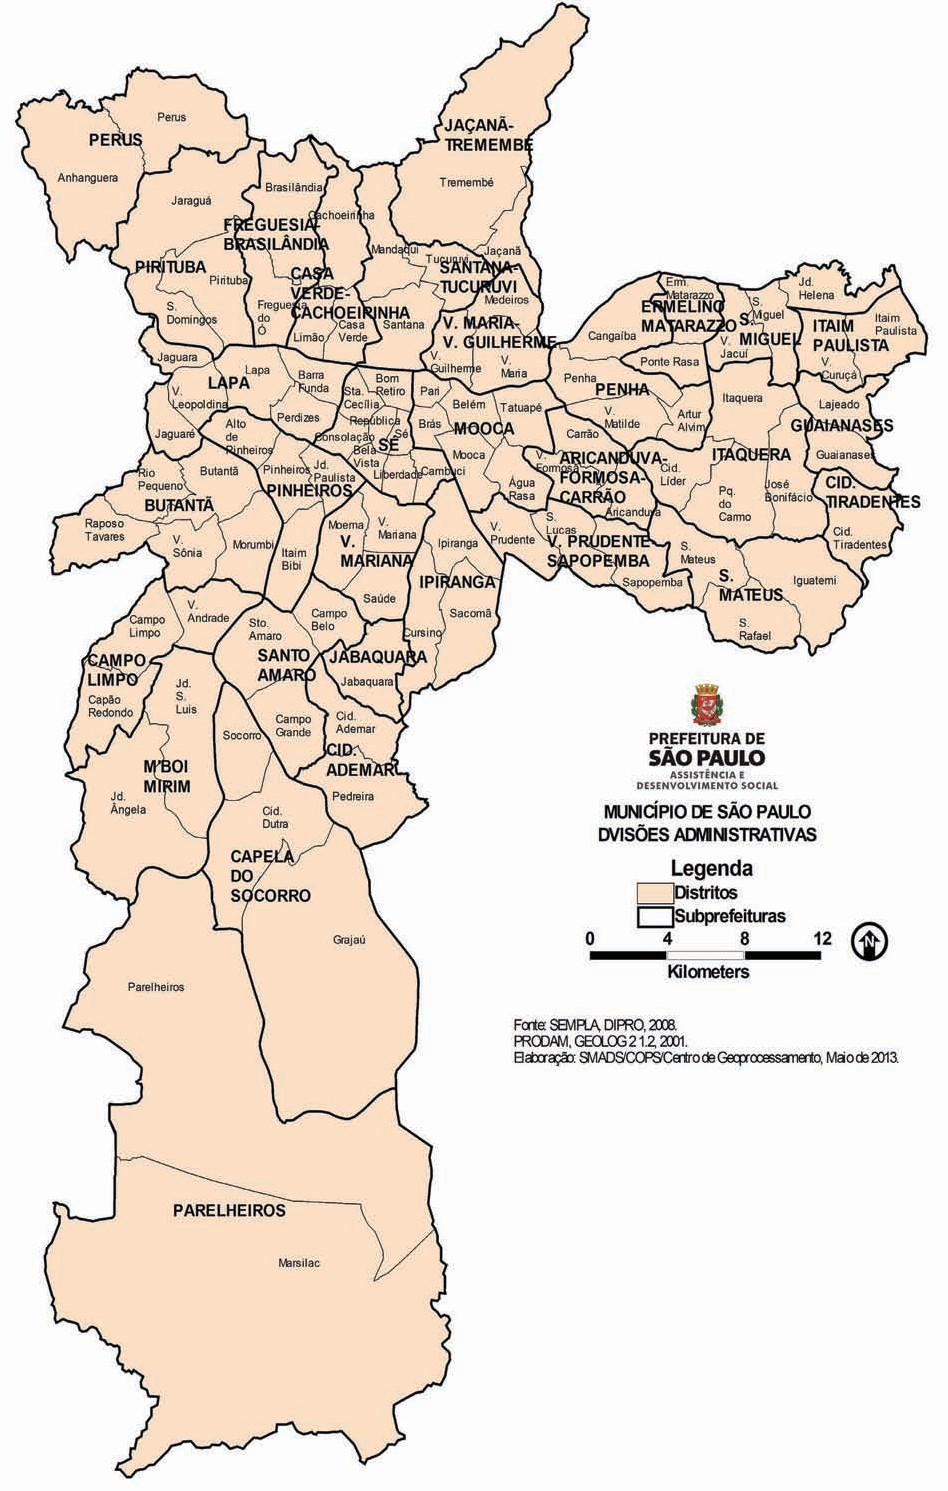 JAÇANÃ-
TREMEMBÉ
Tremembé
Perus
PERUS
Anhanguera
Jaraguá
Brasilândia
Cachoeirinha
FREGUESIA-
BRASILÂNDIA
Mandaqui
Jaçanã
Tucuruvi
PIRITUBA
Pirituba
CASA
VERDE-
CACHOEIRINHA
SANTANA-
TUCURUVI
Medeiros
S.
Domingos
Freguesia
do
Ó
Limão
Casa
Verde
Santana
V. MARIA-
V. GUILHERME
V.
Guilherme
V.
Maria
Em.
Matarazzo
ERMELINO
MATARAZZO
Cangaíba
Ponte Rasa
S.
Miguel
S.
MIGUEL
V.
Jacuí
Jd.
Helena
ITAIM
PAULISTA
Itaim
Paulista
V.
Curuçá
Jaguara
LAPA
Lapa
Barra
Funda
V.
Leopoldina
Perdizes
Jaguaré
Alto
de
Pinheiros
Bom
Retiro
Sta.
Cecília
República
Sé
Consolação
SÉ
Bela
Vista
Liberdade
Cambuci
Pari
Brás
Belém
Tatuapé
MOOCA
Mooca
Água
Rasa
Penha
PENHA
V.
Matilde
Artur
Alvim
Carrão
V.
Formosa
ARICANDUVA-
FORMOSA-
CARRÃO
Aricanduva
Itaquera
ITAQUERA
Cid.
Líder
Pq.
do
Carmo
José
Bonifácio
Lajeado
GUAIANASES
Guaianases
CID.
TIRADENTES
Cid.
Tiradentes
Rio
Pequeno
Butantã
BUTANTÃ
Raposo
Tavares
V.
Sônia
Morumbi
Pinheiros
Jd.
Paulista
PINHEIROS
Itaim
Bibi
Moema
V.
Mariana
V.
MARIANA
Saúde
Ipiranga
IPIRANGA
Sacomã
Cursino
V.
Prudente
S.
Lucas
V. PRUDENTE-
SAPOPEMBA
Sapopemba
S.
Mateus
S.
MATEUS
Iguatemi
S.
Rafael
Campo
Limpo
V.
Andrade
CAMPO
LIMPO
Capão
Redondo
Sto.
Amaro
Campo
Belo
SANTO
AMARO
Campo
Grande
JABAQUARA
Jabaquara
Jd.
S.
Luis
M'BOI
MIRIM
Jd.
Ângela
Socorro
Cid.
Ademar
CID.
ADEMAR
Pedreira
Cid.
Dutra
CAPELA
DO
SOCORRO
Grajaú
Parelheiros
PARELHEIROS
Marsilac
PREFEITURA DE
SÃO PAULO
ASSISTÊNCIA E
DESENVOLVIMENTO SOCIAL
MUNICÍPIO DE SÃO PAULO
DVISÕES ADMINISTRATIVAS
Legenda
Distritos
Subprefeituras
0 4 8 12
Kilometers
N
Fonte: SEMPLA, DIPRO, 2008.
PRODAM, GEOLOG 2 1.2, 2001.
Elaboração: SMADS/COPS/Centro de Geoprocessamento, Maio de 2013.